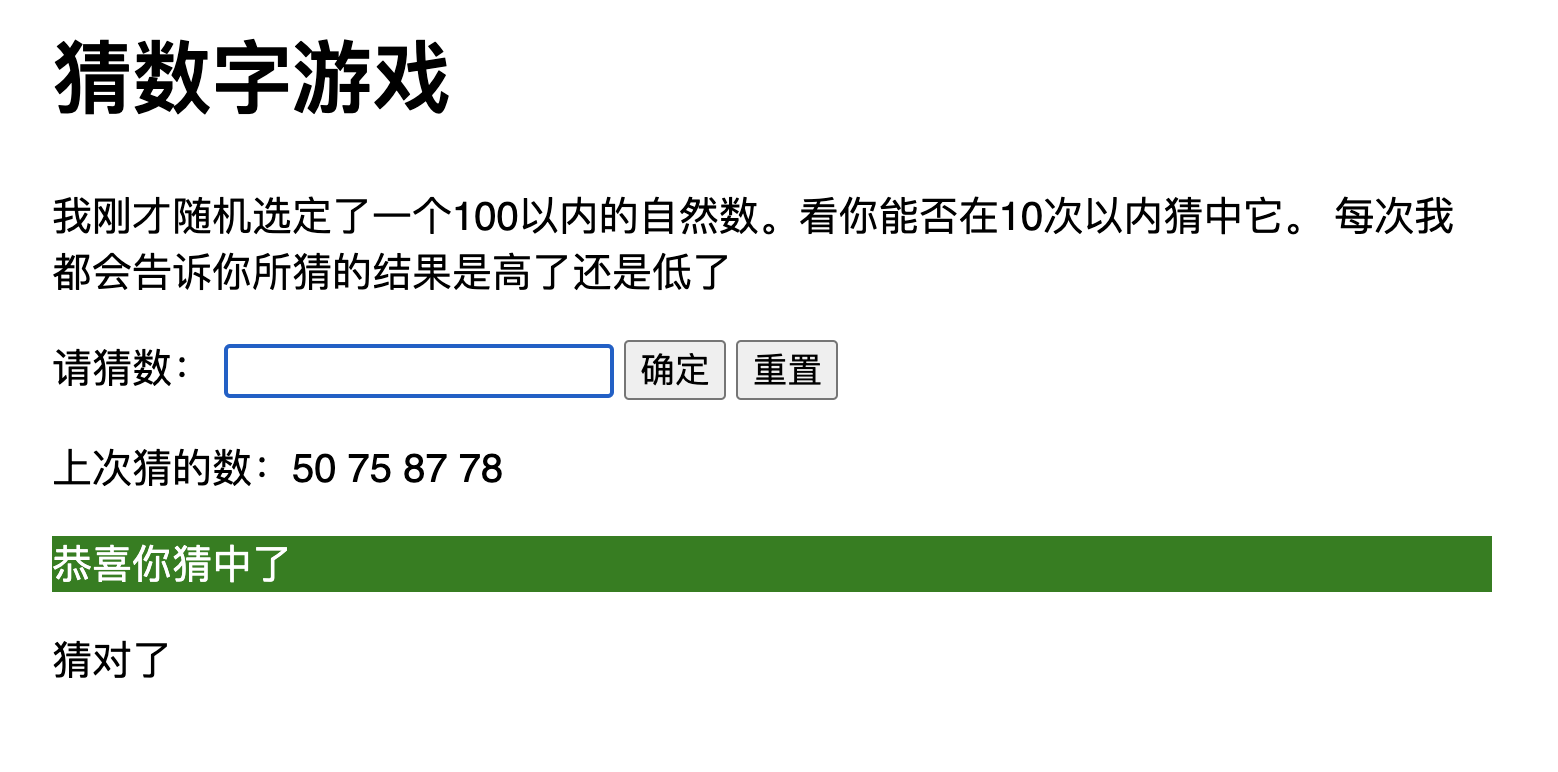 猜数字游戏
我刚才随机选定了一个100以内的自然数。看你能否在10次以内猜中它。 每次我
都会告诉你所猜的结果是高了还是低了
请猜数： 确定 重置
上次猜的数：50 75 87 78
恭喜你猜中了
猜对了